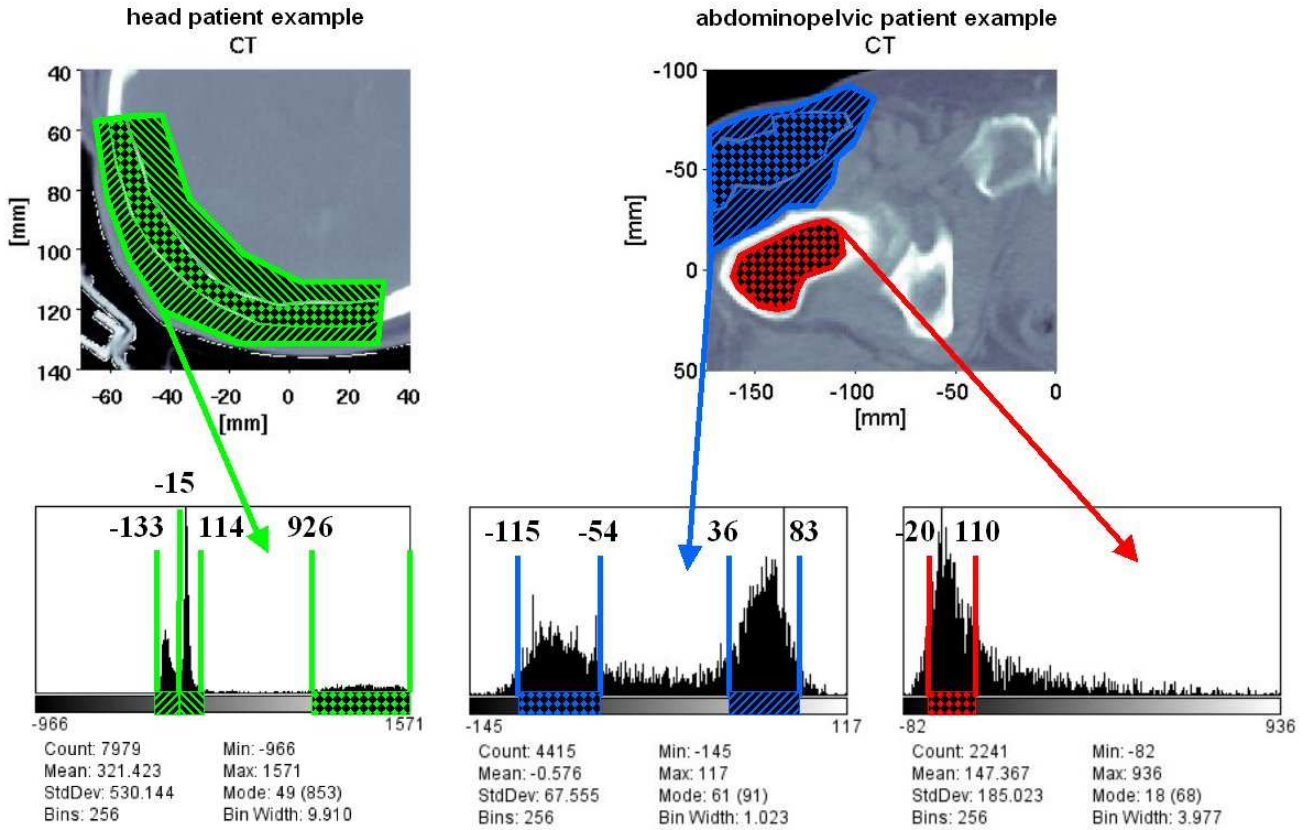 head patient example
CT
abdominopelvic patient example
CT
40
60
80
100
120
140
[mm]
-60 -40 -20 0 20 40
[mm]
-100
-50
0
50
[mm]
-150 -100 -50 0
[mm]
-15
-133 114 926
-115 -54 36 83
-20 110
-966 1571
-145 117
-82 936
Count: 7979 Min: -966
Mean: 321.423 Max: 1571
StdDev: 530.144 Mode: 49 (853)
Bins: 256 Bin Width: 9.910
Count: 4415 Min: -145
Mean: -0.576 Max: 117
StdDev: 67.555 Mode: 61 (91)
Bins: 256 Bin Width: 1.023
Count: 2241 Min: -82
Mean: 147.367 Max: 936
StdDev: 185.023 Mode: 18 (68)
Bins: 256 Bin Width: 3.977